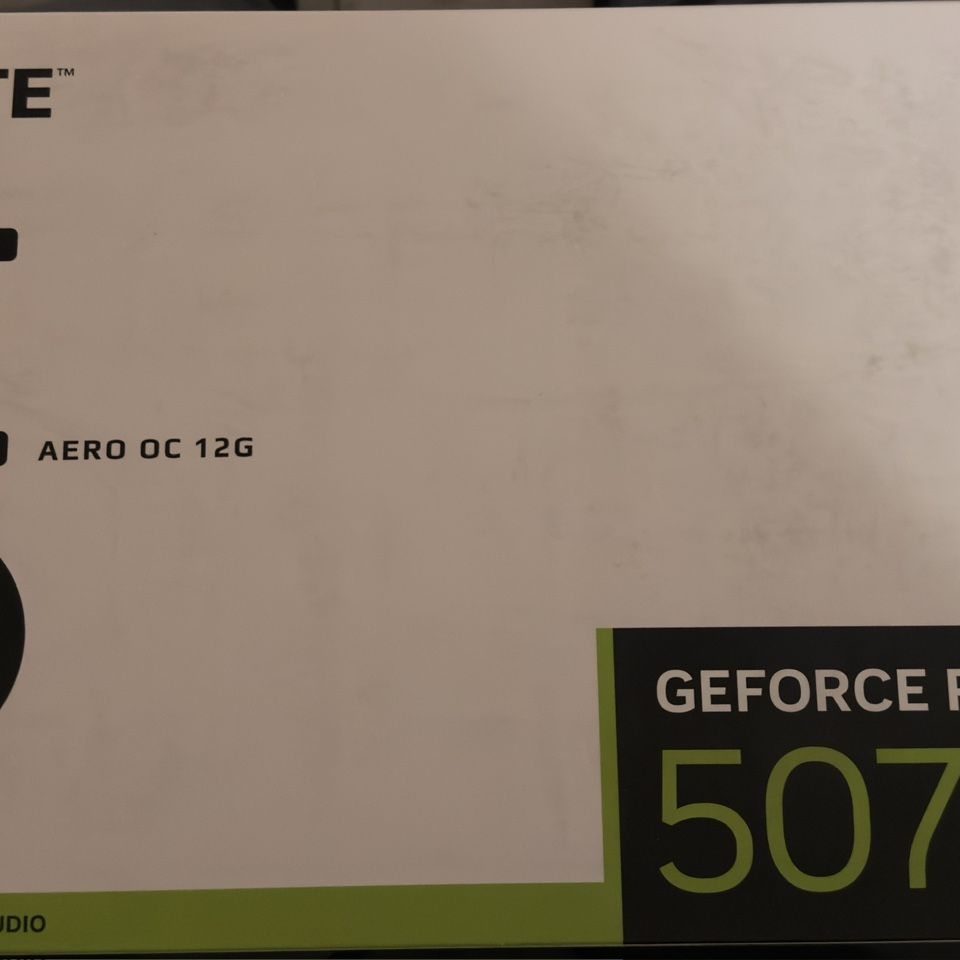 TE™
AERO OC 12G
GEFORCE R
507
UDIO